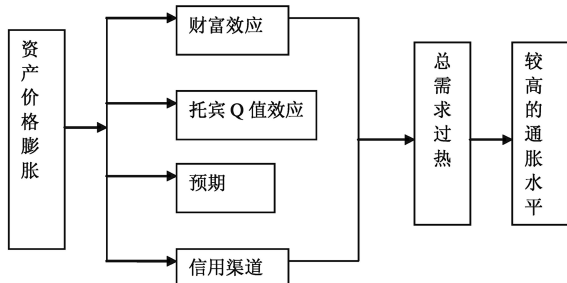 资产价格膨胀
财富效应
托宾 Q 值效应
预期
信用渠道
总需求过热
较高的通胀水平